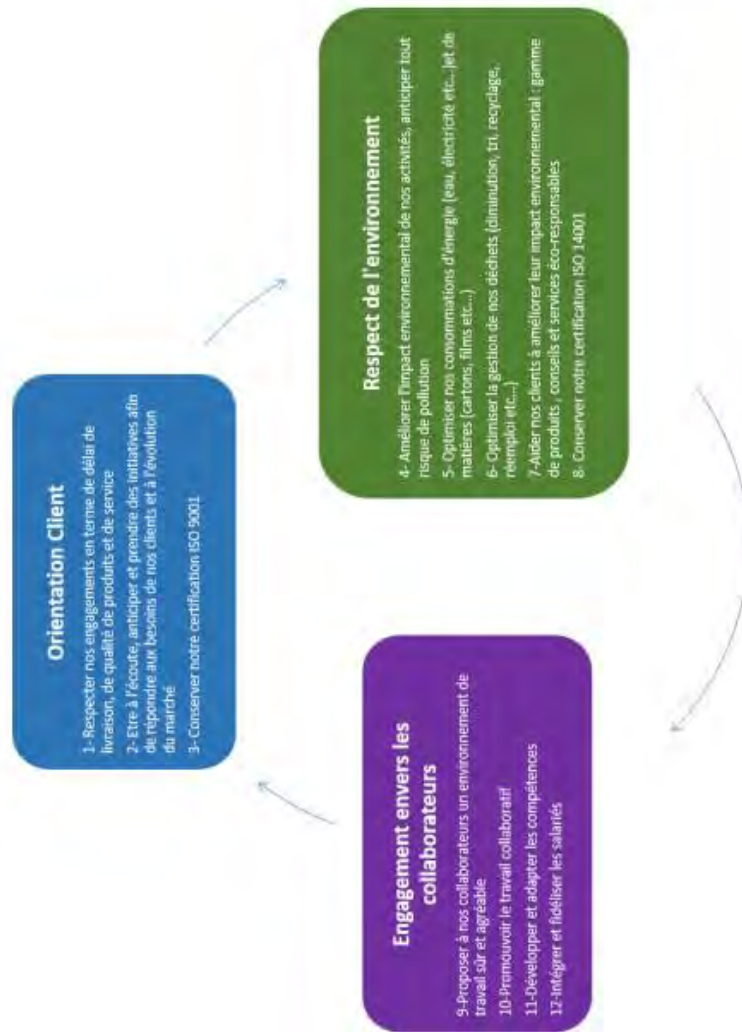 Orientation Client
1- Respecter nos engagements en terme de délai de
livraison, de qualité de produits et de service
2- Etre à l'écoute, anticiper et prendre des initiatives afin
de répondre aux besoins de nos clients et à l'évolution
du marché
3- Conserver notre certification ISO 9001
Respect de l'environnement
4- Améliorer l'impact environnemental de nos activités, anticiper tout
risque de pollution
5- Optimiser nos consommations d'énergie (eau, électricité etc...)et de
matières (cartons, films etc...)
6- Optimiser la gestion de nos déchets (diminution, tri, recyclage,
réemploi etc...)
7-Aider nos clients à améliorer leur impact environnemental : gamme
de produits , conseils et services éco-responsables
8- Conserver notre certification ISO 14001
Engagement envers les
collaborateurs
9-Proposer à nos collaborateurs un environnement de
travail sûr et agréable
10-Promouvoir le travail collaboratif
11-Développer et adapter les compétences
12-Intégrer et fidéliser les salariés